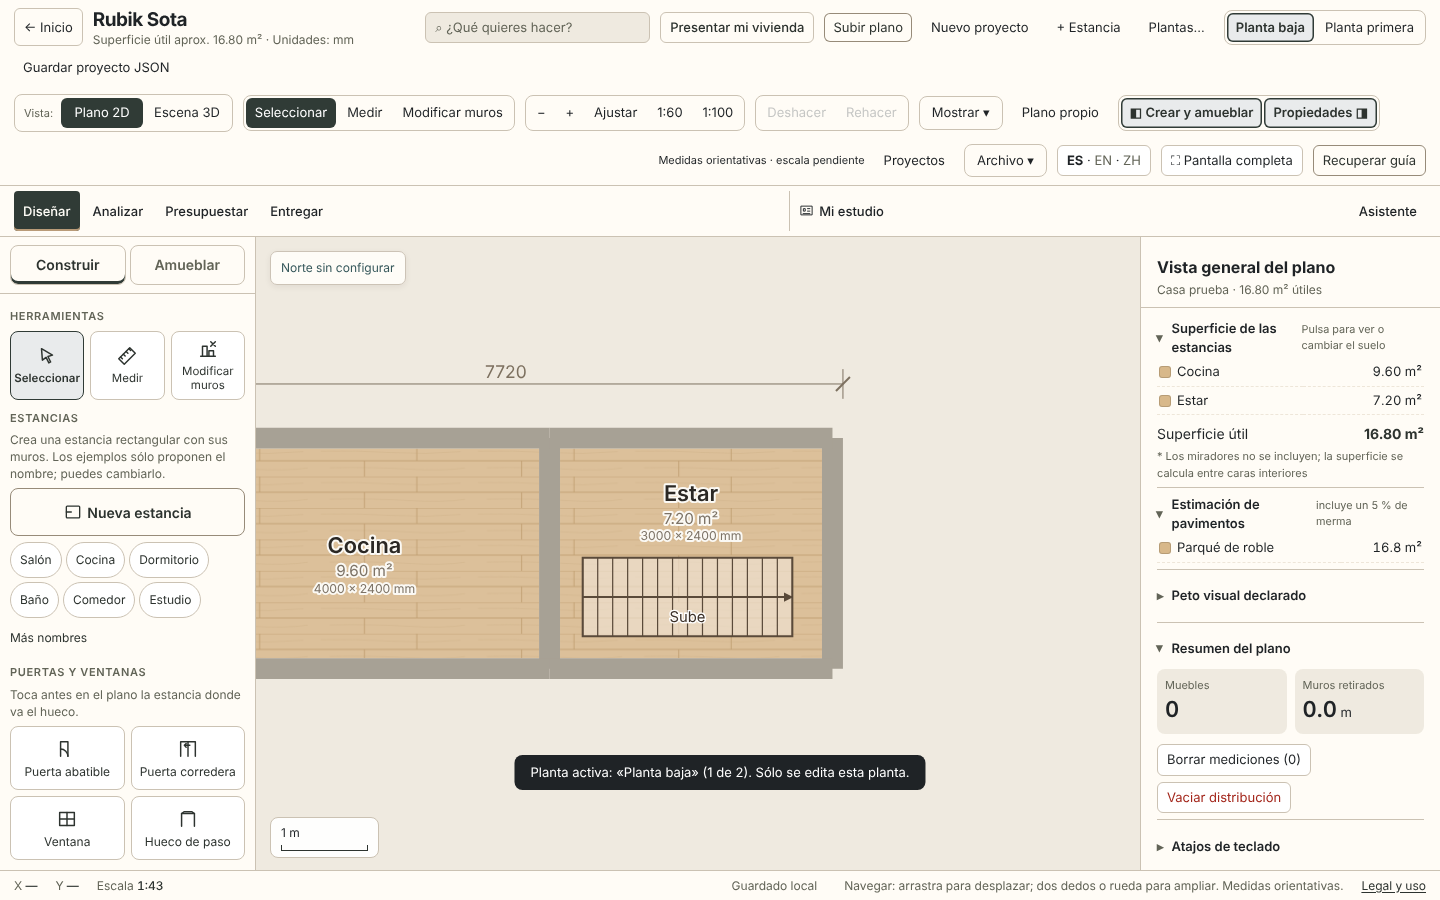 ← Inicio
Rubik Sota
Superficie útil aprox. 16.80 m² · Unidades: mm
¿Qué quieres hacer?
Presentar mi vivienda
Subir plano
Nuevo proyecto
+ Estancia
Plantas...
Planta baja
Planta primera
Guardar proyecto JSON
Vista:
Plano 2D
Escena 3D
Seleccionar
Medir
Modificar muros
−
+
Ajustar
1:60
1:100
Deshacer
Rehacer
Mostrar ▾
Plano propio
◧ Crear y amueblar
Propiedades ◨
Medidas orientativas · escala pendiente
Proyectos
Archivo ▾
ES · EN · ZH
Pantalla completa
Recuperar guía
Diseñar
Analizar
Presupuestar
Entregar
Mi estudio
Asistente
Construir
Amueblar
HERRAMIENTAS
Seleccionar
Medir
Modificar
muros
ESTANCIAS
Crea una estancia rectangular con sus
muros. Los ejemplos sólo proponen el
nombre; puedes cambiarlo.
Nueva estancia
Salón
Cocina
Dormitorio
Baño
Comedor
Estudio
Más nombres
PUERTAS Y VENTANAS
Toca antes en el plano la estancia donde
va el hueco.
Puerta abatible
Puerta corredera
Ventana
Hueco de paso
Norte sin configurar
7720
Cocina
9.60 m²
4000 × 2400 mm
Estar
7.20 m²
3000 × 2400 mm
Sube
Planta activa: «Planta baja» (1 de 2). Sólo se edita esta planta.
1 m
Vista general del plano
Casa prueba · 16.80 m² útiles
▼ Superficie de las
estancias
Pulsa para ver o
cambiar el suelo
Cocina
9.60 m²
Estar
7.20 m²
Superficie útil
16.80 m²
* Los miradores no se incluyen; la superficie se
calcula entre caras interiores
▼ Estimación de
pavimentos
incluye un 5 % de
merma
Parqué de roble
16.8 m²
▸ Peto visual declarado
▼ Resumen del plano
Muebles
0
Muros retirados
0.0 m
Borrar mediciones (0)
Vaciar distribución
▸ Atajos de teclado
X —
Y —
Escala 1:43
Guardado local
Navegar: arrastra para desplazar; dos dedos o rueda para ampliar. Medidas orientativas.
Legal y uso